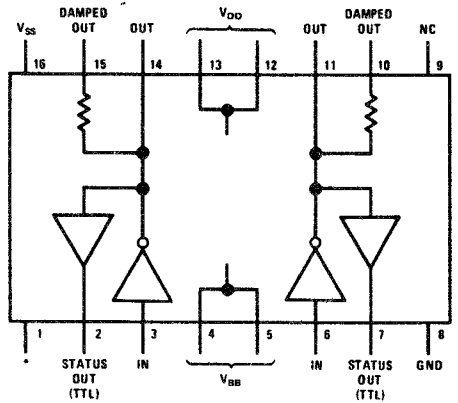 VSS
DAMPED
OUT
OUT
VDD
OUT
DAMPED
OUT
NC
16 15 14 13 12 11 10 9
1 2 3 4 5 6 7 8
*
STATUS
OUT
(TTL)
IN
VBB
IN
STATUS
OUT
(TTL)
GND